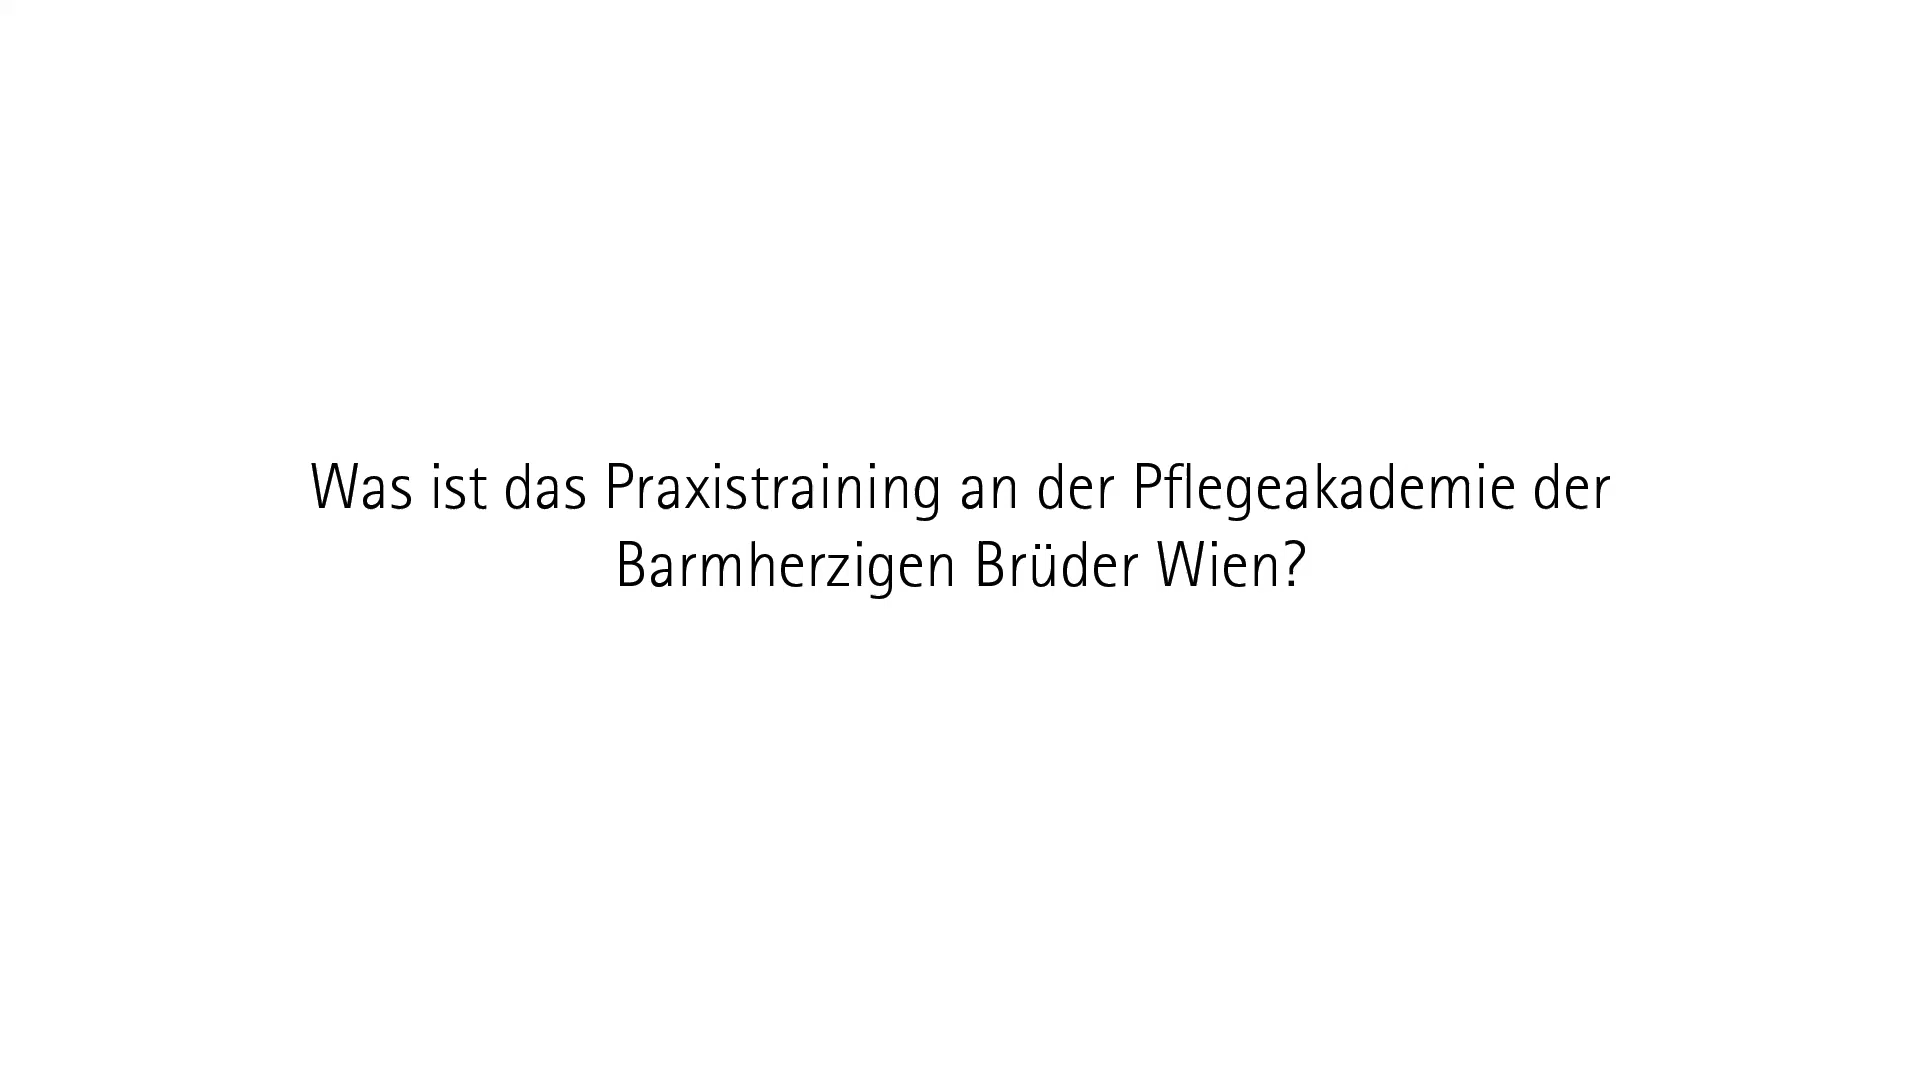 Was ist das Praxistraining an der Pflegeakademie der
Barmherzigen Brüder Wien?